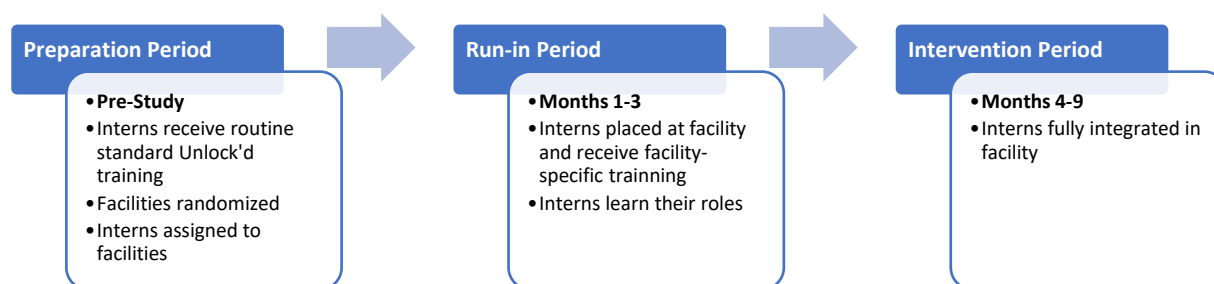 Preparation Period
•Pre-Study
•Interns receive routine
standard Unlock'd
training
•Facilities randomized
•Interns assigned to
facilities
Run-in Period
•Months 1-3
•Interns placed at facility
and receive facility-
specific trainning
•Interns learn their roles
Intervention Period
•Months 4-9
•Interns fully integrated in
facility